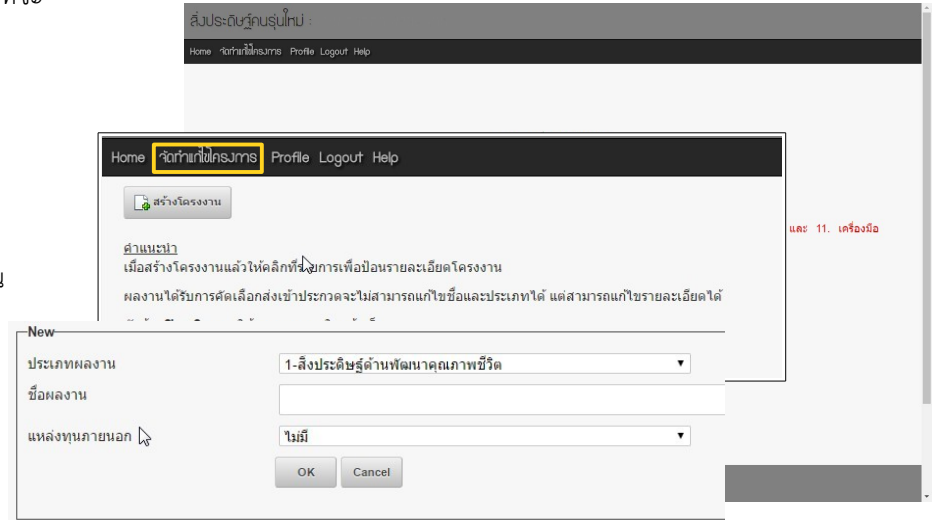 สิ่งประดิษฐ์คนรุ่นใหม่ :
Home จัดทำแก้ไขโครงการ Profile Logout Help
Home จัดทำแก้ไขโครงการ Profile Logout Help
สร้างโครงงาน
และ 11. เครื่องมือ
คำแนะนำ
เมื่อสร้างโครงงานแล้วให้คลิกที่รายการเพื่อป้อนรายละเอียดโครงงาน
ผลงานได้รับการคัดเลือกส่งเข้าประกวดจะไม่สามารถแก้ไขชื่อและประเภทได้ แต่สามารถแก้ไขรายละเอียดได้
New
ประเภทผลงาน 1-สิ่งประดิษฐ์ด้านพัฒนาคุณภาพชีวิต
ชื่อผลงาน
แหล่งทุนภายนอก ไม่มี
OK Cancel